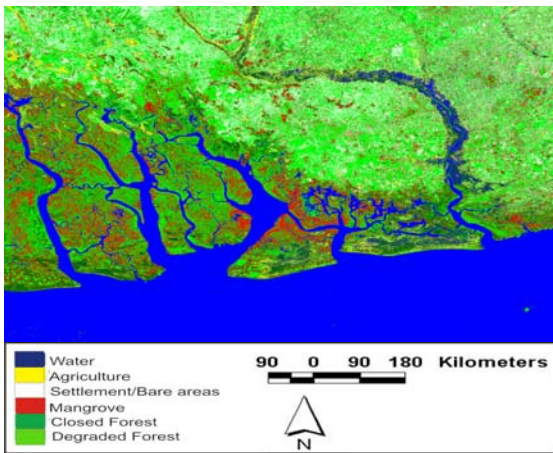 Water
Agriculture
Settlement/Bare areas
Mangrove
Closed Forest
Degraded Forest
90 0 90 180 Kilometers
N